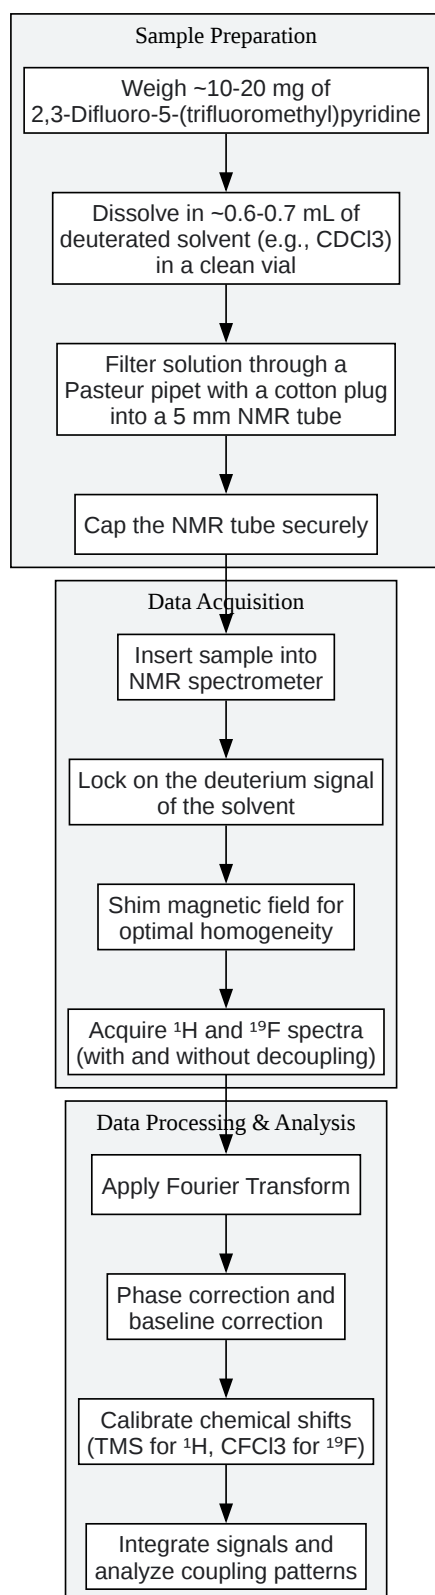 Sample Preparation
Weigh ~10-20 mg of
2,3-Difluoro-5-(trifluoromethyl)pyridine
Dissolve in ~0.6-0.7 mL of
deuterated solvent (e.g., CDCl3)
in a clean vial
Filter solution through a
Pasteur pipet with a cotton plug
into a 5 mm NMR tube
Cap the NMR tube securely
Data Acquisition
Insert sample into
NMR spectrometer
Lock on the deuterium signal
of the solvent
Shim magnetic field for
optimal homogeneity
Acquire ¹H and ¹⁹F spectra
(with and without decoupling)
Data Processing & Analysis
Apply Fourier Transform
Phase correction and
baseline correction
Calibrate chemical shifts
(TMS for ¹H, CFCl3 for ¹⁹F)
Integrate signals and
analyze coupling patterns